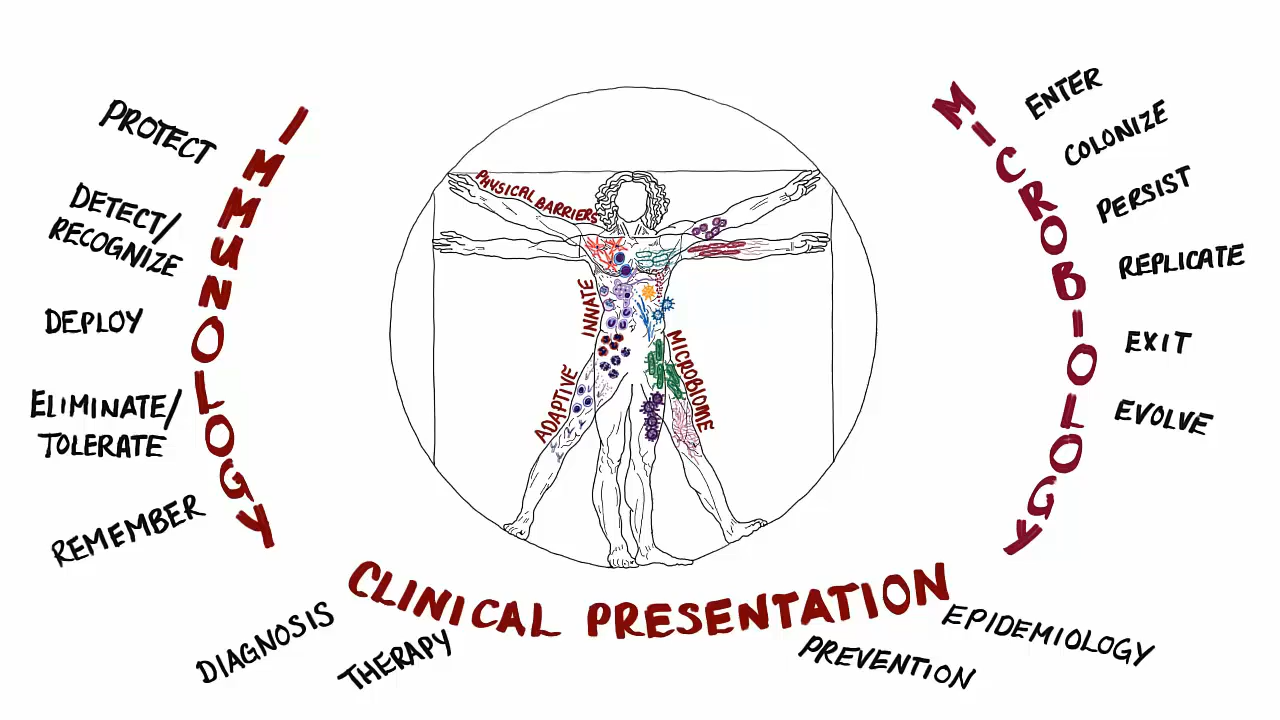 IMMUNOLOGY
PROTECT
DETECT/
RECOGNIZE
DEPLOY
ELIMINATE/
TOLERATE
REMEMBER
PHYSICAL BARRIERS
INNATE
ADAPTIVE
MICROBIOME
MICROBIOLOGY
ENTER
COLONIZE
PERSIST
REPLICATE
EXIT
EVOLVE
CLINICAL PRESENTATION
DIAGNOSIS
THERAPY
PREVENTION
EPIDEMIOLOGY